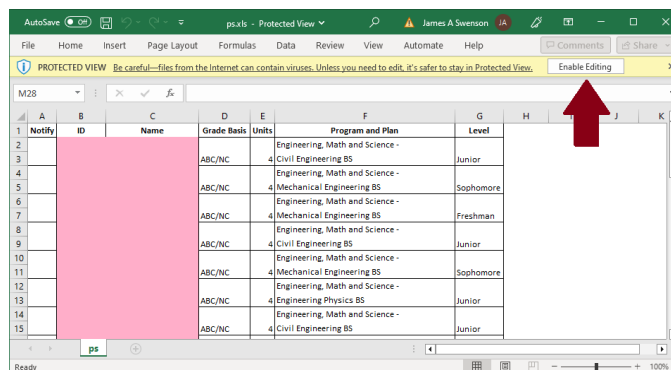 AutoSave Off ps.xls - Protected View James A Swenson JA
File Home Insert Page Layout Formulas Data Review View Automate Help Comments Share
PROTECTED VIEW Be careful—files from the Internet can contain viruses. Unless you need to edit, it's safer to stay in Protected View. Enable Editing
M28 fx
A B C D E F G H J K
1 Notify ID Name Grade Basis Units Program and Plan Level
2 Engineering, Math and Science -
3 ABC/NC 4 Civil Engineering BS Junior
4 Engineering, Math and Science -
5 ABC/NC 4 Mechanical Engineering BS Sophomore
6 Engineering, Math and Science -
7 ABC/NC 4 Mechanical Engineering BS Freshman
8 Engineering, Math and Science -
9 ABC/NC 4 Civil Engineering BS Junior
10 Engineering, Math and Science -
11 ABC/NC 4 Mechanical Engineering BS Sophomore
12 Engineering, Math and Science -
13 ABC/NC 4 Engineering Physics BS Junior
14 Engineering, Math and Science -
15 ABC/NC 4 Civil Engineering BS Junior
ps
Ready 100%